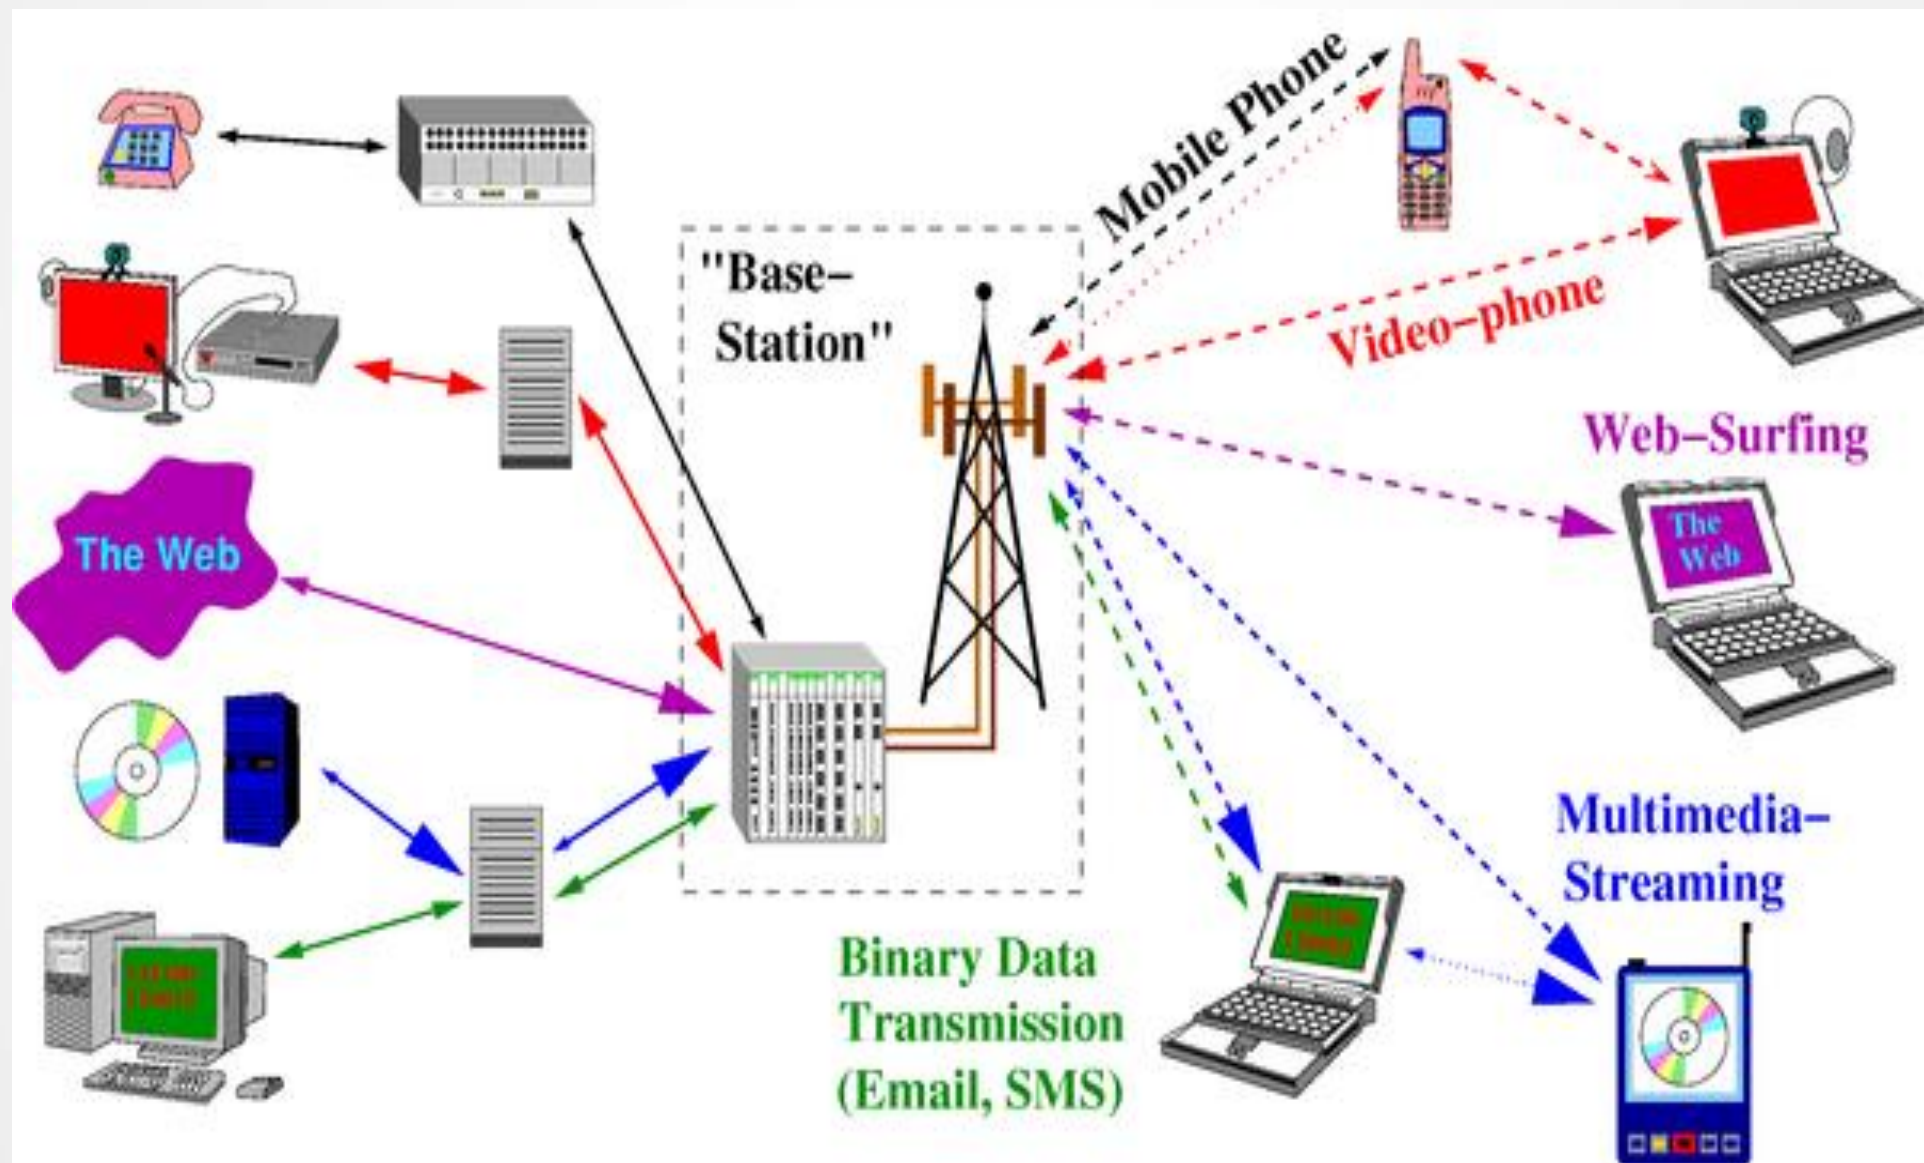 Mobile Phone
"Base–
Station"
Video–phone
Web–Surfing
The Web
The
Web
Multimedia–
Streaming
Binary Data
Transmission
(Email, SMS)